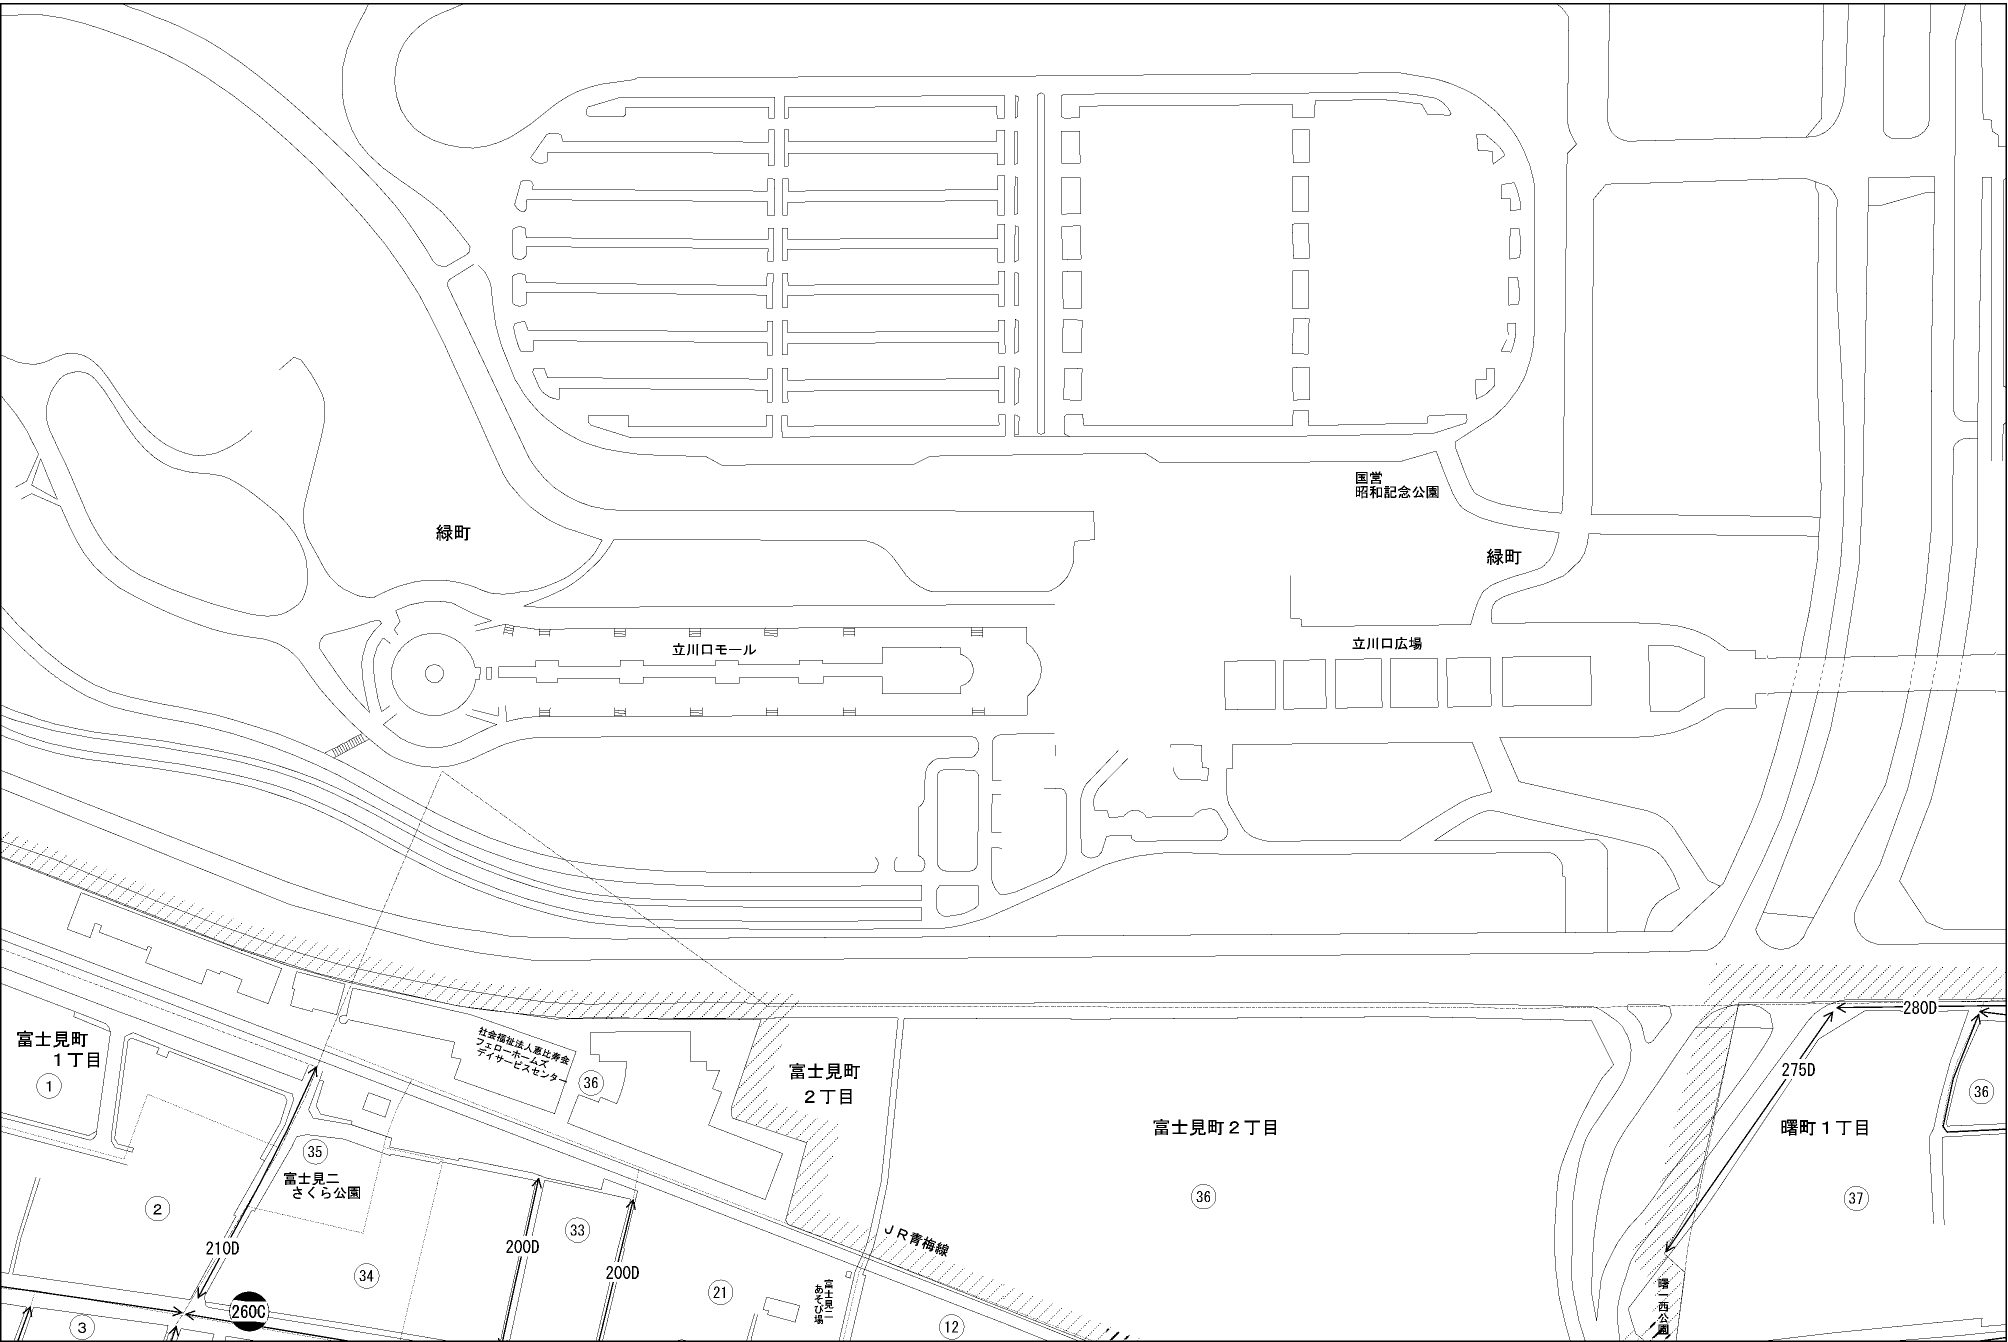 国営
昭和記念公園
緑町
緑町
立川口モール
立川口広場
280D
富士見町
1丁目
1
社会福祉法人恵比寿会
フェローホームズ
デイサービスセンター
36
富士見町
2丁目
275D
36
富士見町2丁目
曙町1丁目
35
富士見二
さくら公園
2
36
37
33
JR青梅線
210D
200D
200D
34
21
富士見二
あそび場
曙一西公園
260C
3
12